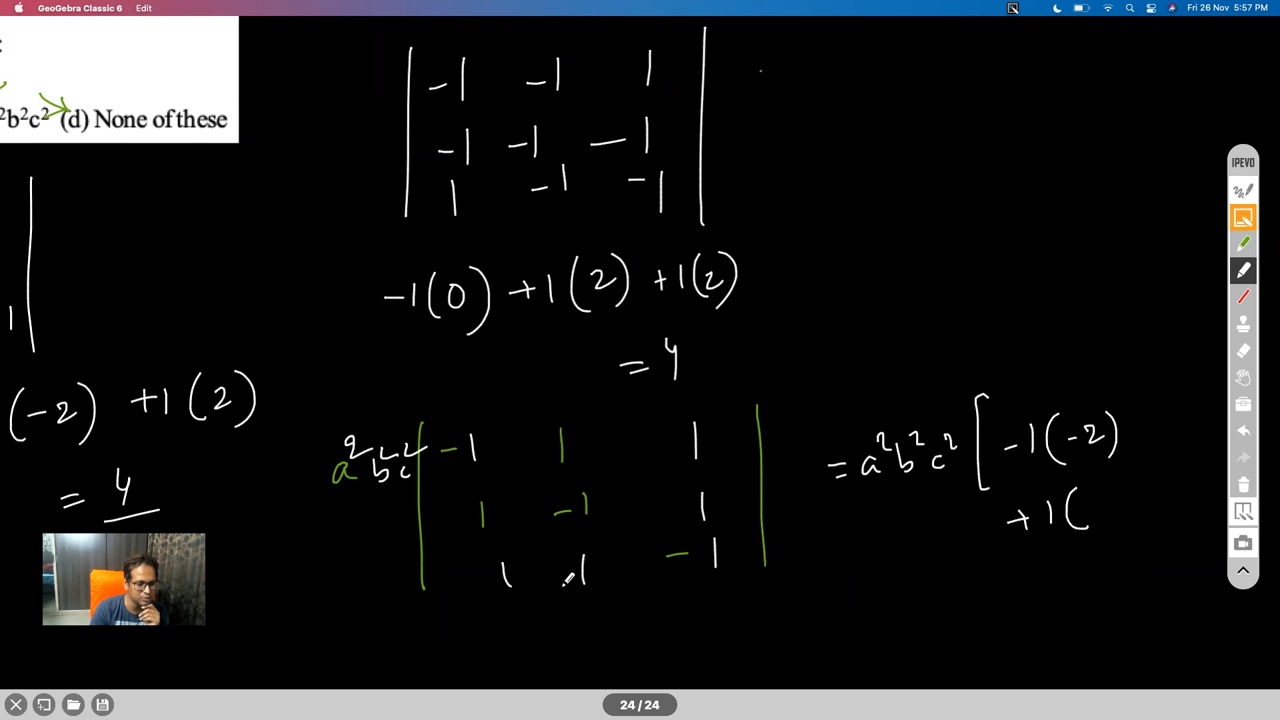 GeoGebra Classic 6 Edit Fri 26 Nov 5:57 PM
²b²c² (d) None of these
IPEVO
-1 -1 1
-1 -1 -1
1 -1 -1
-1(0) +1(2) +1(2)
= 4
1
(-2) +1(2)
= 4
a²b²c² | -1 1 1 |
1 -1 1
1 1 -1
= a²b²c² [ -1(-2)
+1(
24 / 24